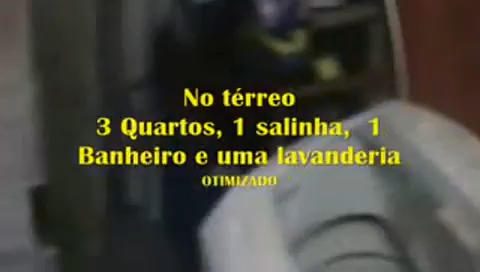 No térreo
3 Quartos, 1 salinha, 1
Banheiro e uma lavanderia
OTIMIZADO